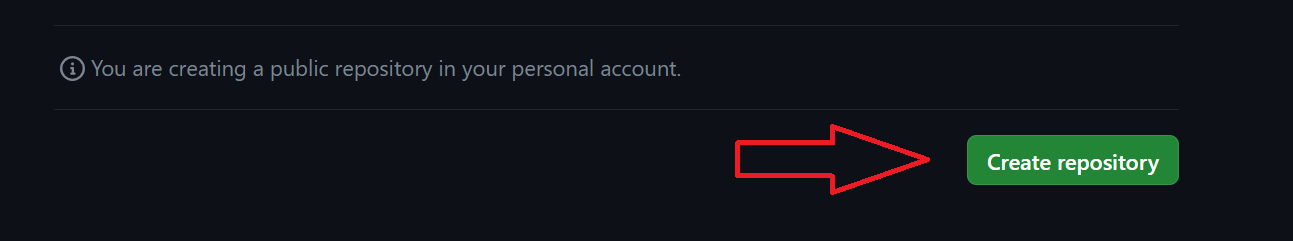 You are creating a public repository in your personal account.
Create repository